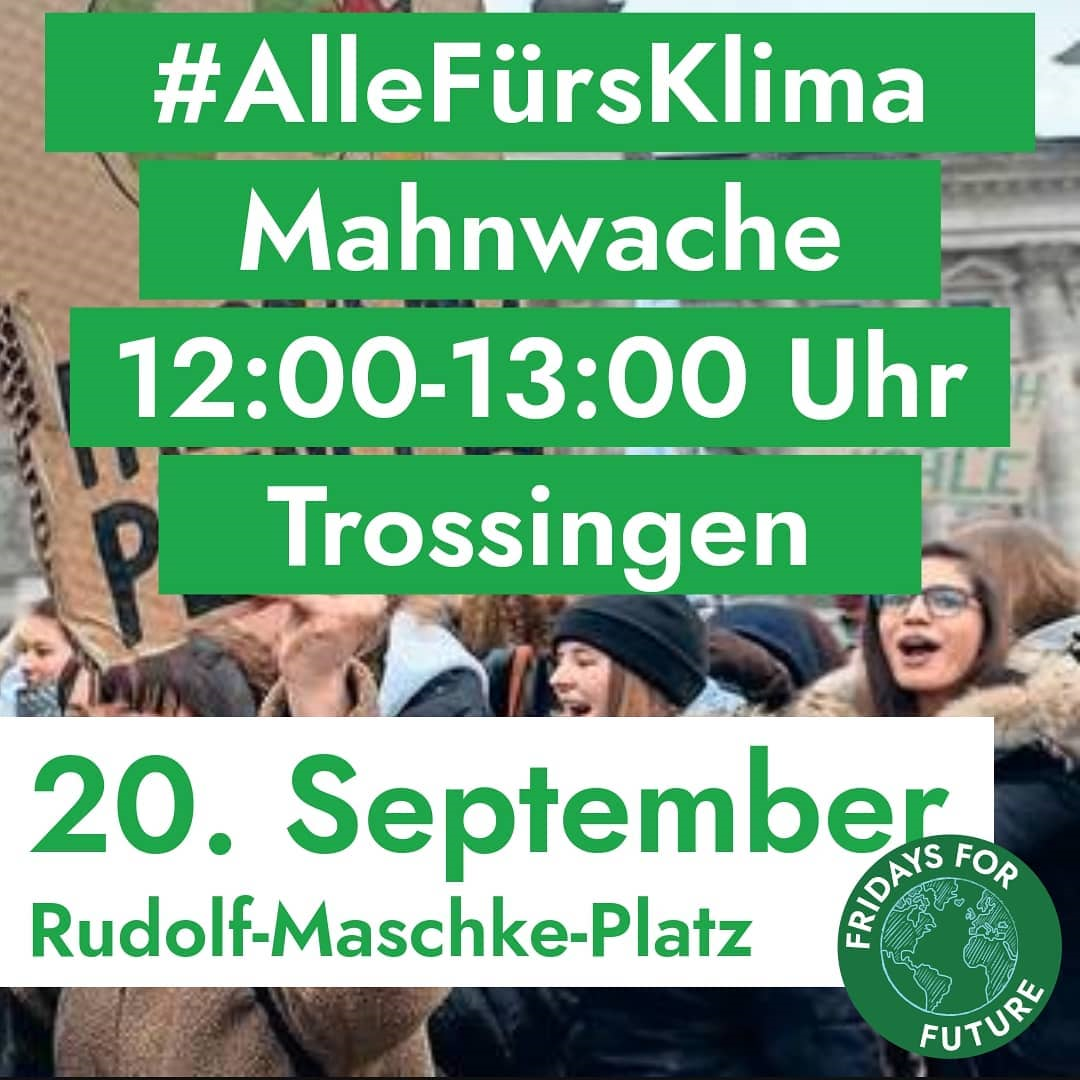 #AlleFürsKlima
Mahnwache
12:00-13:00 Uhr
Trossingen
20. September
Rudolf-Maschke-Platz
FRIDAYS FOR
FUTURE